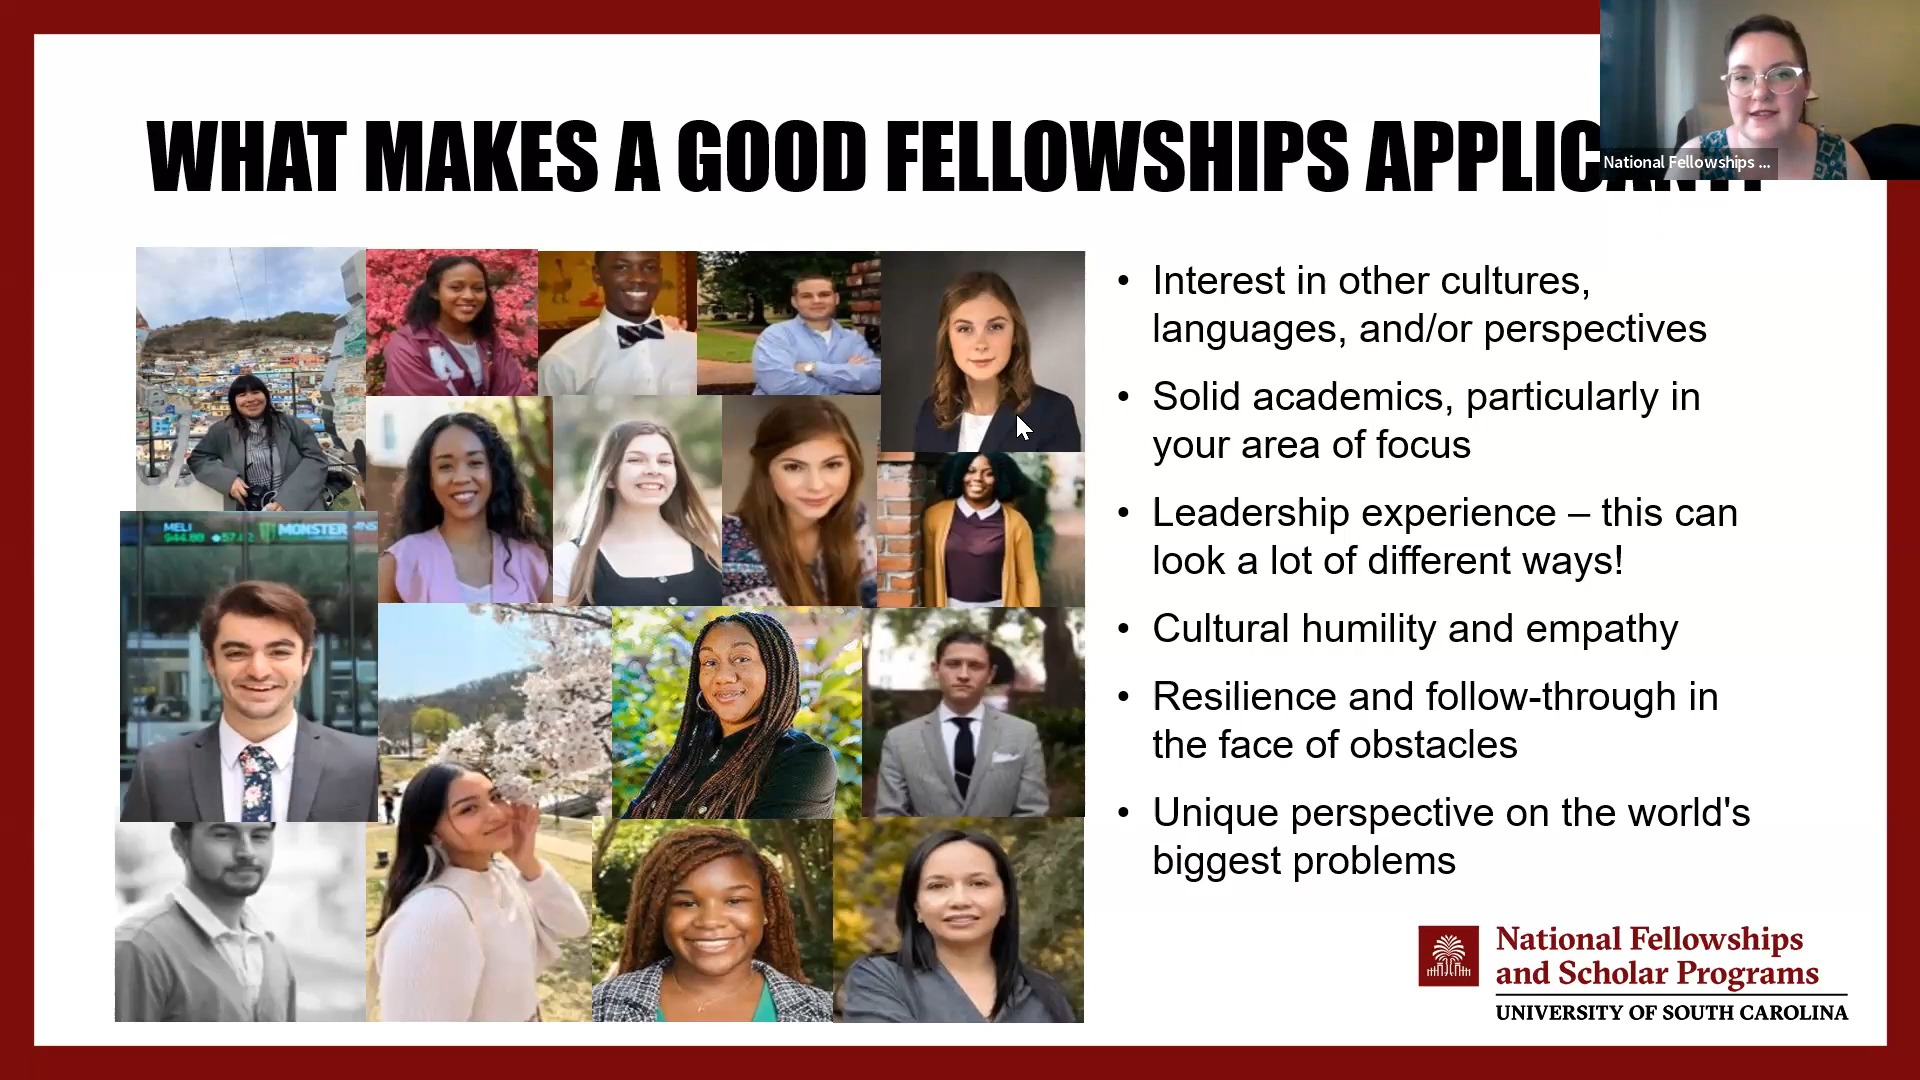 WHAT MAKES A GOOD FELLOWSHIPS
National Fellowships ...
MELI
MONSTER
• Interest in other cultures,
languages, and/or perspectives
• Solid academics, particularly in
your area of focus
• Leadership experience – this can
look a lot of different ways!
• Cultural humility and empathy
• Resilience and follow-through in
the face of obstacles
• Unique perspective on the world's
biggest problems
National Fellowships
and Scholar Programs
UNIVERSITY OF SOUTH CAROLINA